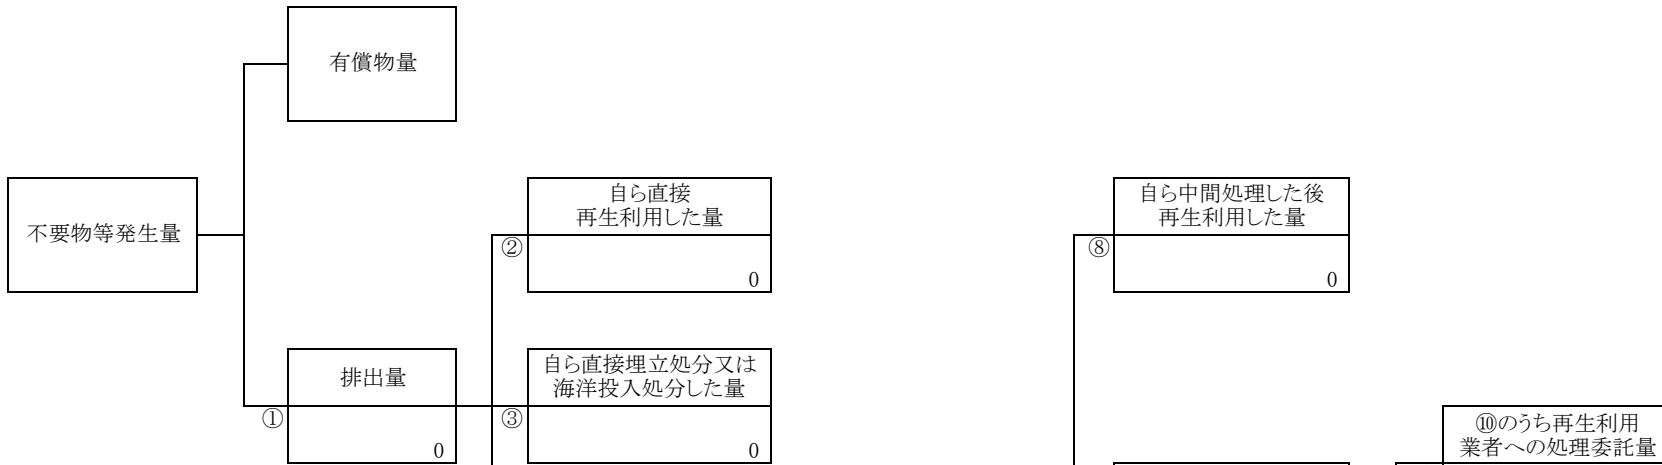 有償物量
不要物等発生量
自ら直接
再生利用した量
②
0
自ら中間処理した後
再生利用した量
⑧
0
排出量
①
0
自ら直接埋立処分又は
海洋投入処分した量
③
0
⑩のうち再生利用
業者への処理委託量